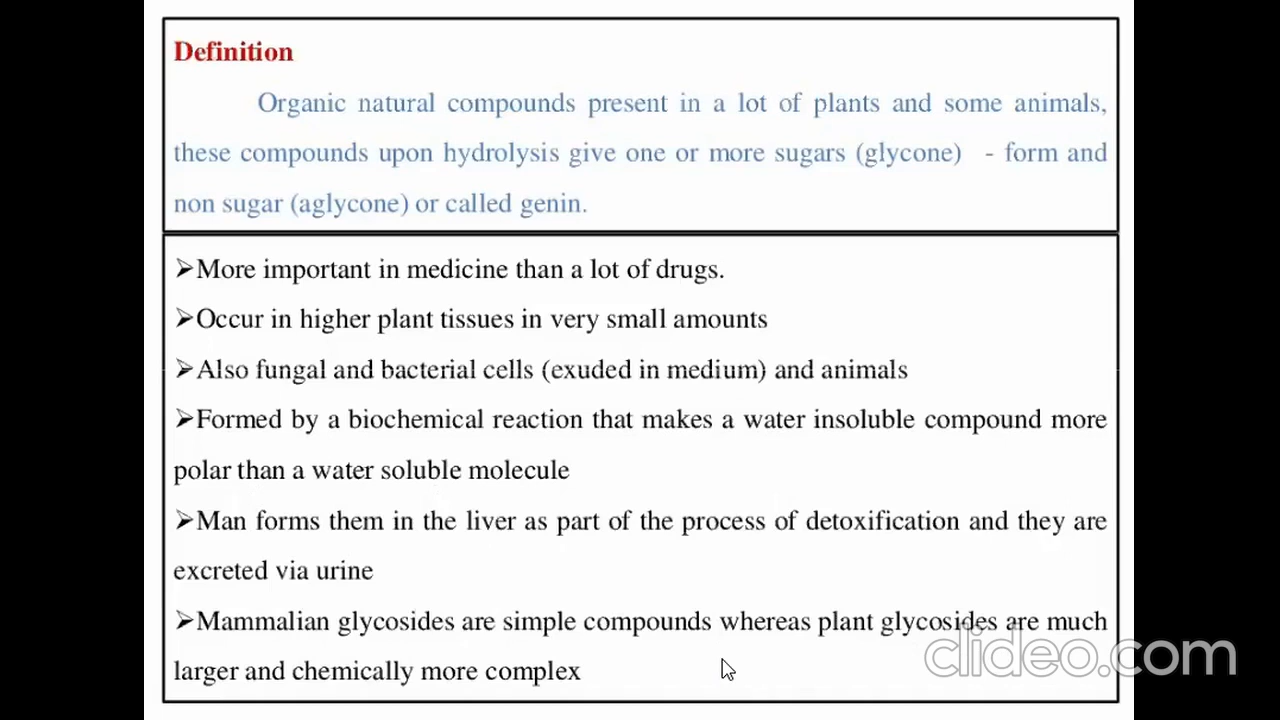 Definition
Organic natural compounds present in a lot of plants and some animals,
these compounds upon hydrolysis give one or more sugars (glycone) - form and
non sugar (aglycone) or called genin.
➢More important in medicine than a lot of drugs.
➢Occur in higher plant tissues in very small amounts
➢Also fungal and bacterial cells (exuded in medium) and animals
➢Formed by a biochemical reaction that makes a water insoluble compound more
polar than a water soluble molecule
➢Man forms them in the liver as part of the process of detoxification and they are
excreted via urine
➢Mammalian glycosides are simple compounds whereas plant glycosides are much
larger and chemically more complex
clideo.com